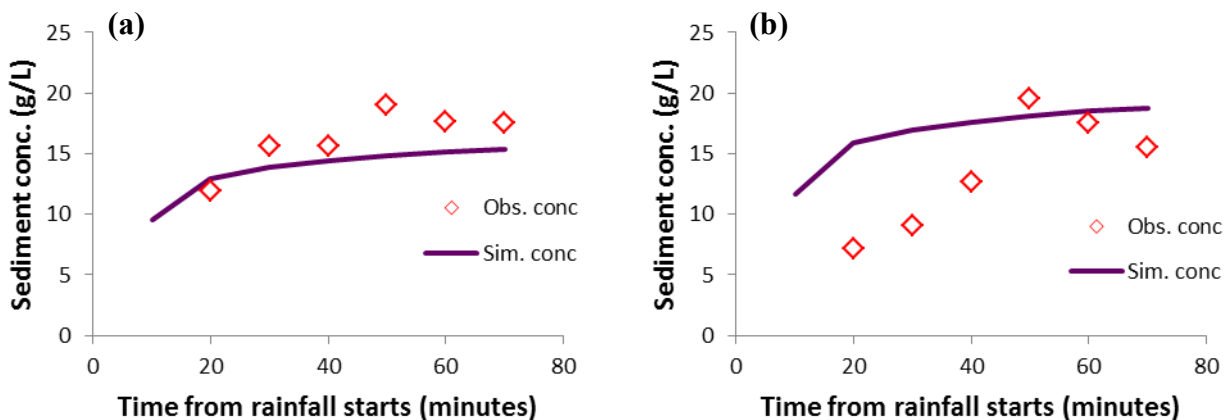 (a)
Sediment conc. (g/L)
25
20
15
10
5
0
0 20 40 60 80
Time from rainfall starts (minutes)
Obs. conc
Sim. conc
(b)
Sediment conc. (g/L)
25
20
15
10
5
0
0 20 40 60 80
Time from rainfall starts (minutes)
Obs. conc
Sim. conc